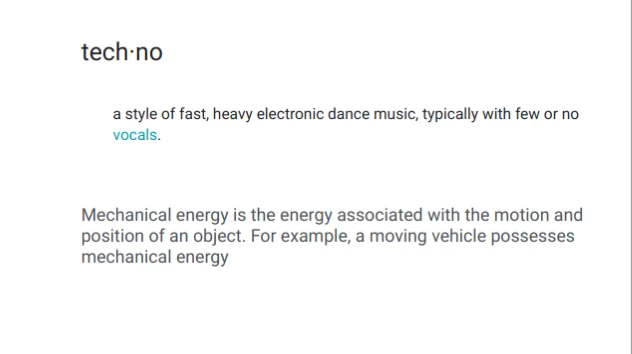 tech·no
a style of fast, heavy electronic dance music, typically with few or no
vocals.
Mechanical energy is the energy associated with the motion and
position of an object. For example, a moving vehicle possesses
mechanical energy